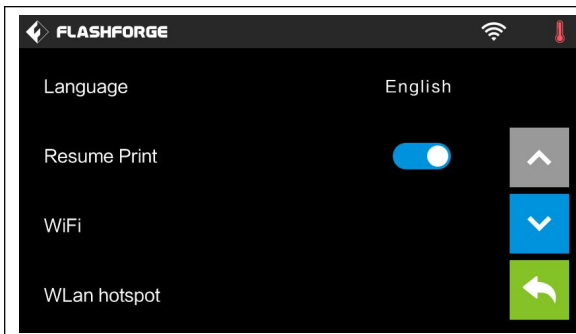 FLASHFORGE
Language English
Resume Print
WiFi
WLan hotspot